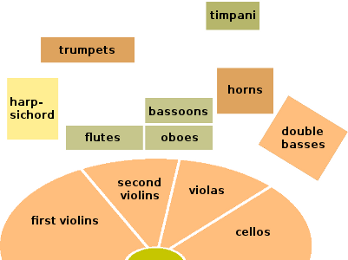 timpani
trumpets
horns
harp-
sichord
bassoons
flutes
oboes
double
basses
second
violins
violas
first violins
cellos